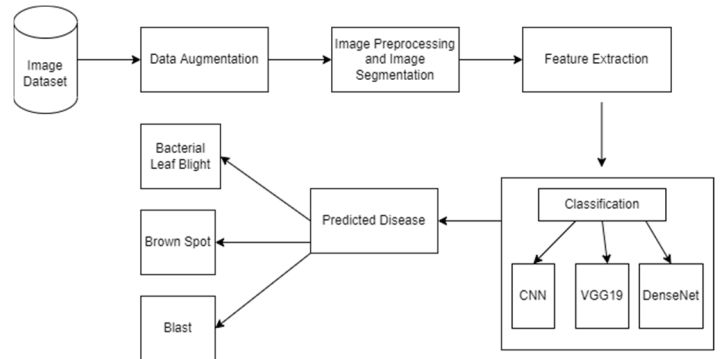 Image
Dataset
Data Augmentation
Image Preprocessing
and Image
Segmentation
Feature Extraction
Classification
CNN
VGG19
DenseNet
Predicted Disease
Bacterial
Leaf Blight
Brown Spot
Blast